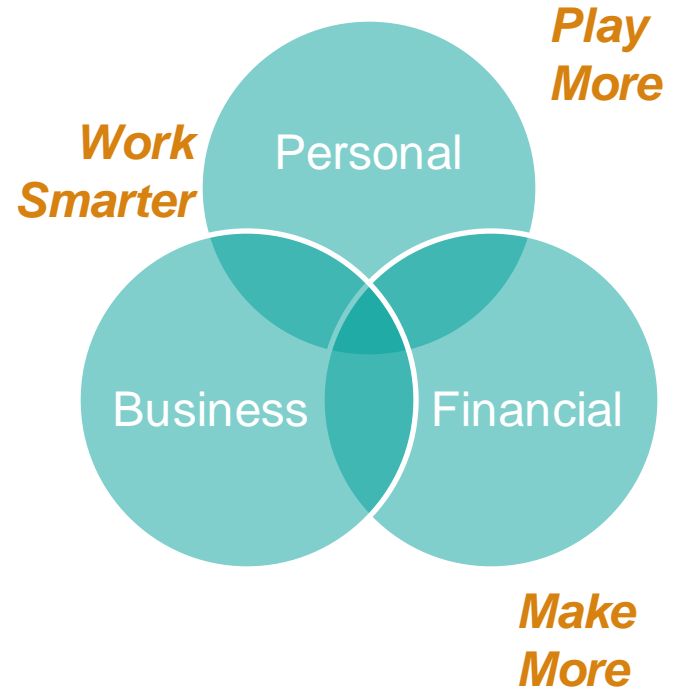 Play
More
Work
Smarter
Personal
Business
Financial
Make
More